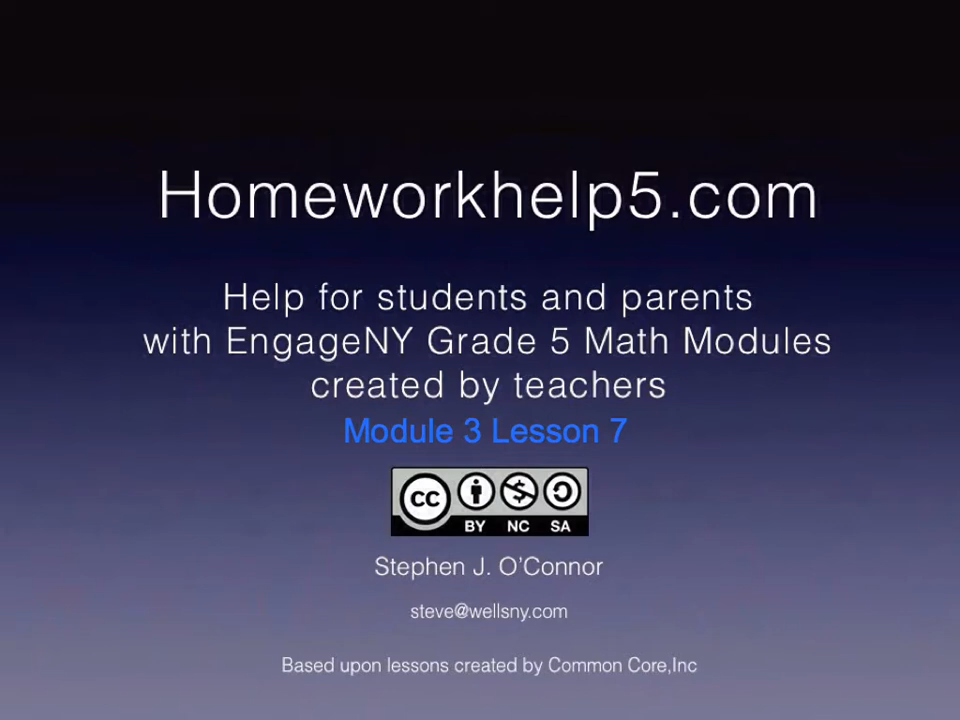 Homeworkhelp5.com
Help for students and parents
with EngageNY Grade 5 Math Modules
created by teachers
Module 3 Lesson 7
CC
BY NC SA
Stephen J. O'Connor
steve@wellsny.com
Based upon lessons created by Common Core,Inc